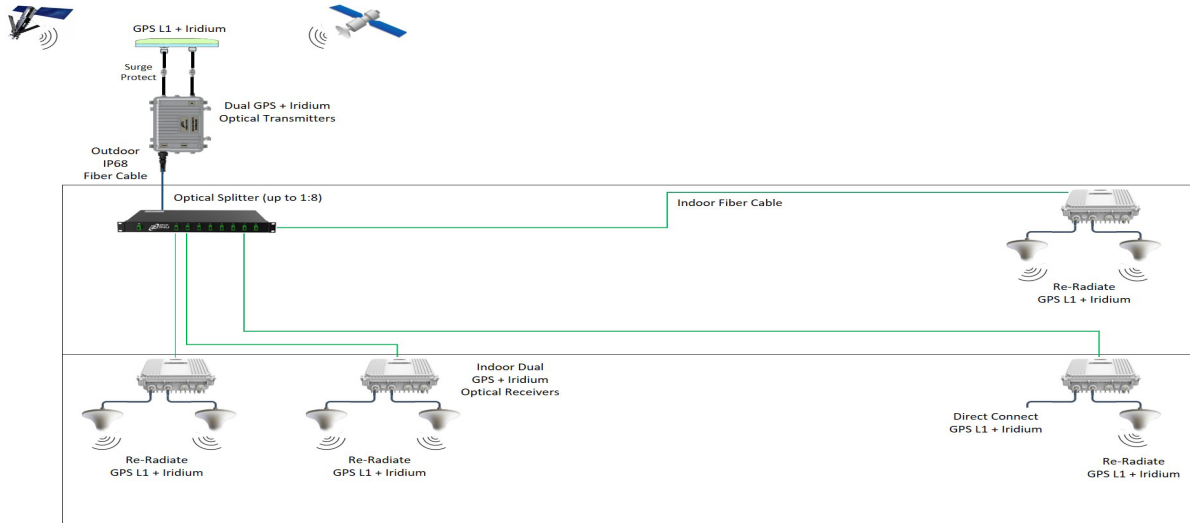 GPS L1 + Iridium
Surge
Protect
Dual GPS + Iridium
Optical Transmitters
Outdoor
IP68
Fiber Cable
Optical Splitter (up to 1:8)
Indoor Fiber Cable
Re-Radiate
GPS L1 + Iridium
Indoor Dual
GPS + Iridium
Optical Receivers
Direct Connect
GPS L1 + Iridium
Re-Radiate
GPS L1 + Iridium
Re-Radiate
GPS L1 + Iridium
Re-Radiate
GPS L1 + Iridium